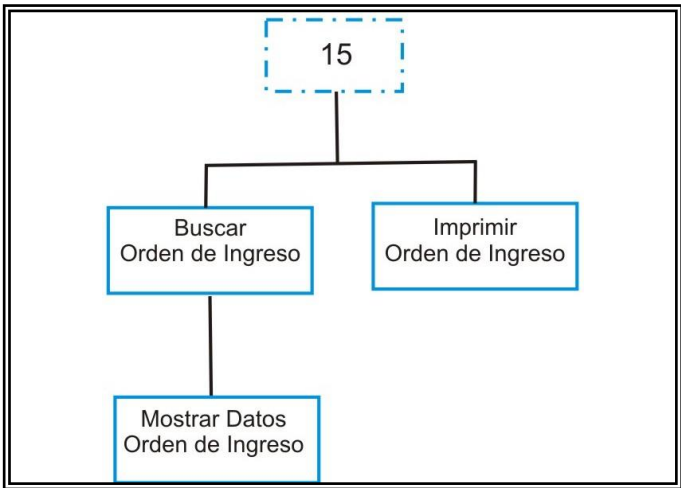 15
Buscar
Orden de Ingreso
Imprimir
Orden de Ingreso
Mostrar Datos
Orden de Ingreso